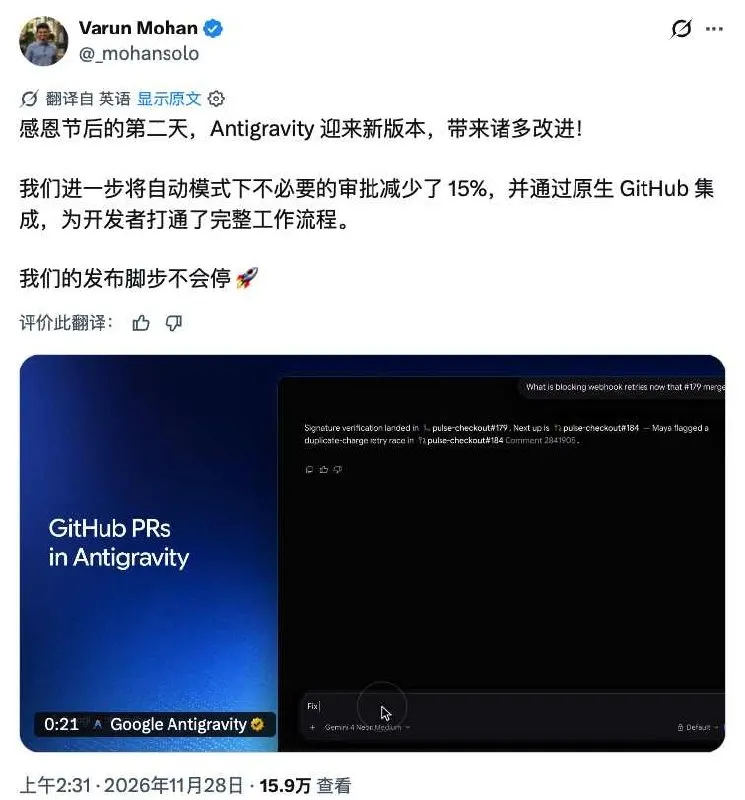 Varun Mohan
@_mohansolo
翻译自 英语 显示原文
感恩节后的第二天，Antigravity 迎来新版本，带来诸多改进！
我们进一步将自动模式下不必要的审批减少了 15%，并通过原生 GitHub 集
成，为开发者打通了完整工作流程。
我们的发布脚步不会停 🚀
评价此翻译：
What is blocking webhook retries now that #179 merge
Signature verification landed in pulse-checkout#179. Next up is pulse-checkout#184 — Maya flagged a
duplicate-charge retry race in pulse-checkout#184 Comment 2841905.
GitHub PRs
in Antigravity
Fix
+ Gemini 4 Neon Medium
Default
0:21 Google Antigravity
上午2:31 · 2026年11月28日 · 15.9万 查看